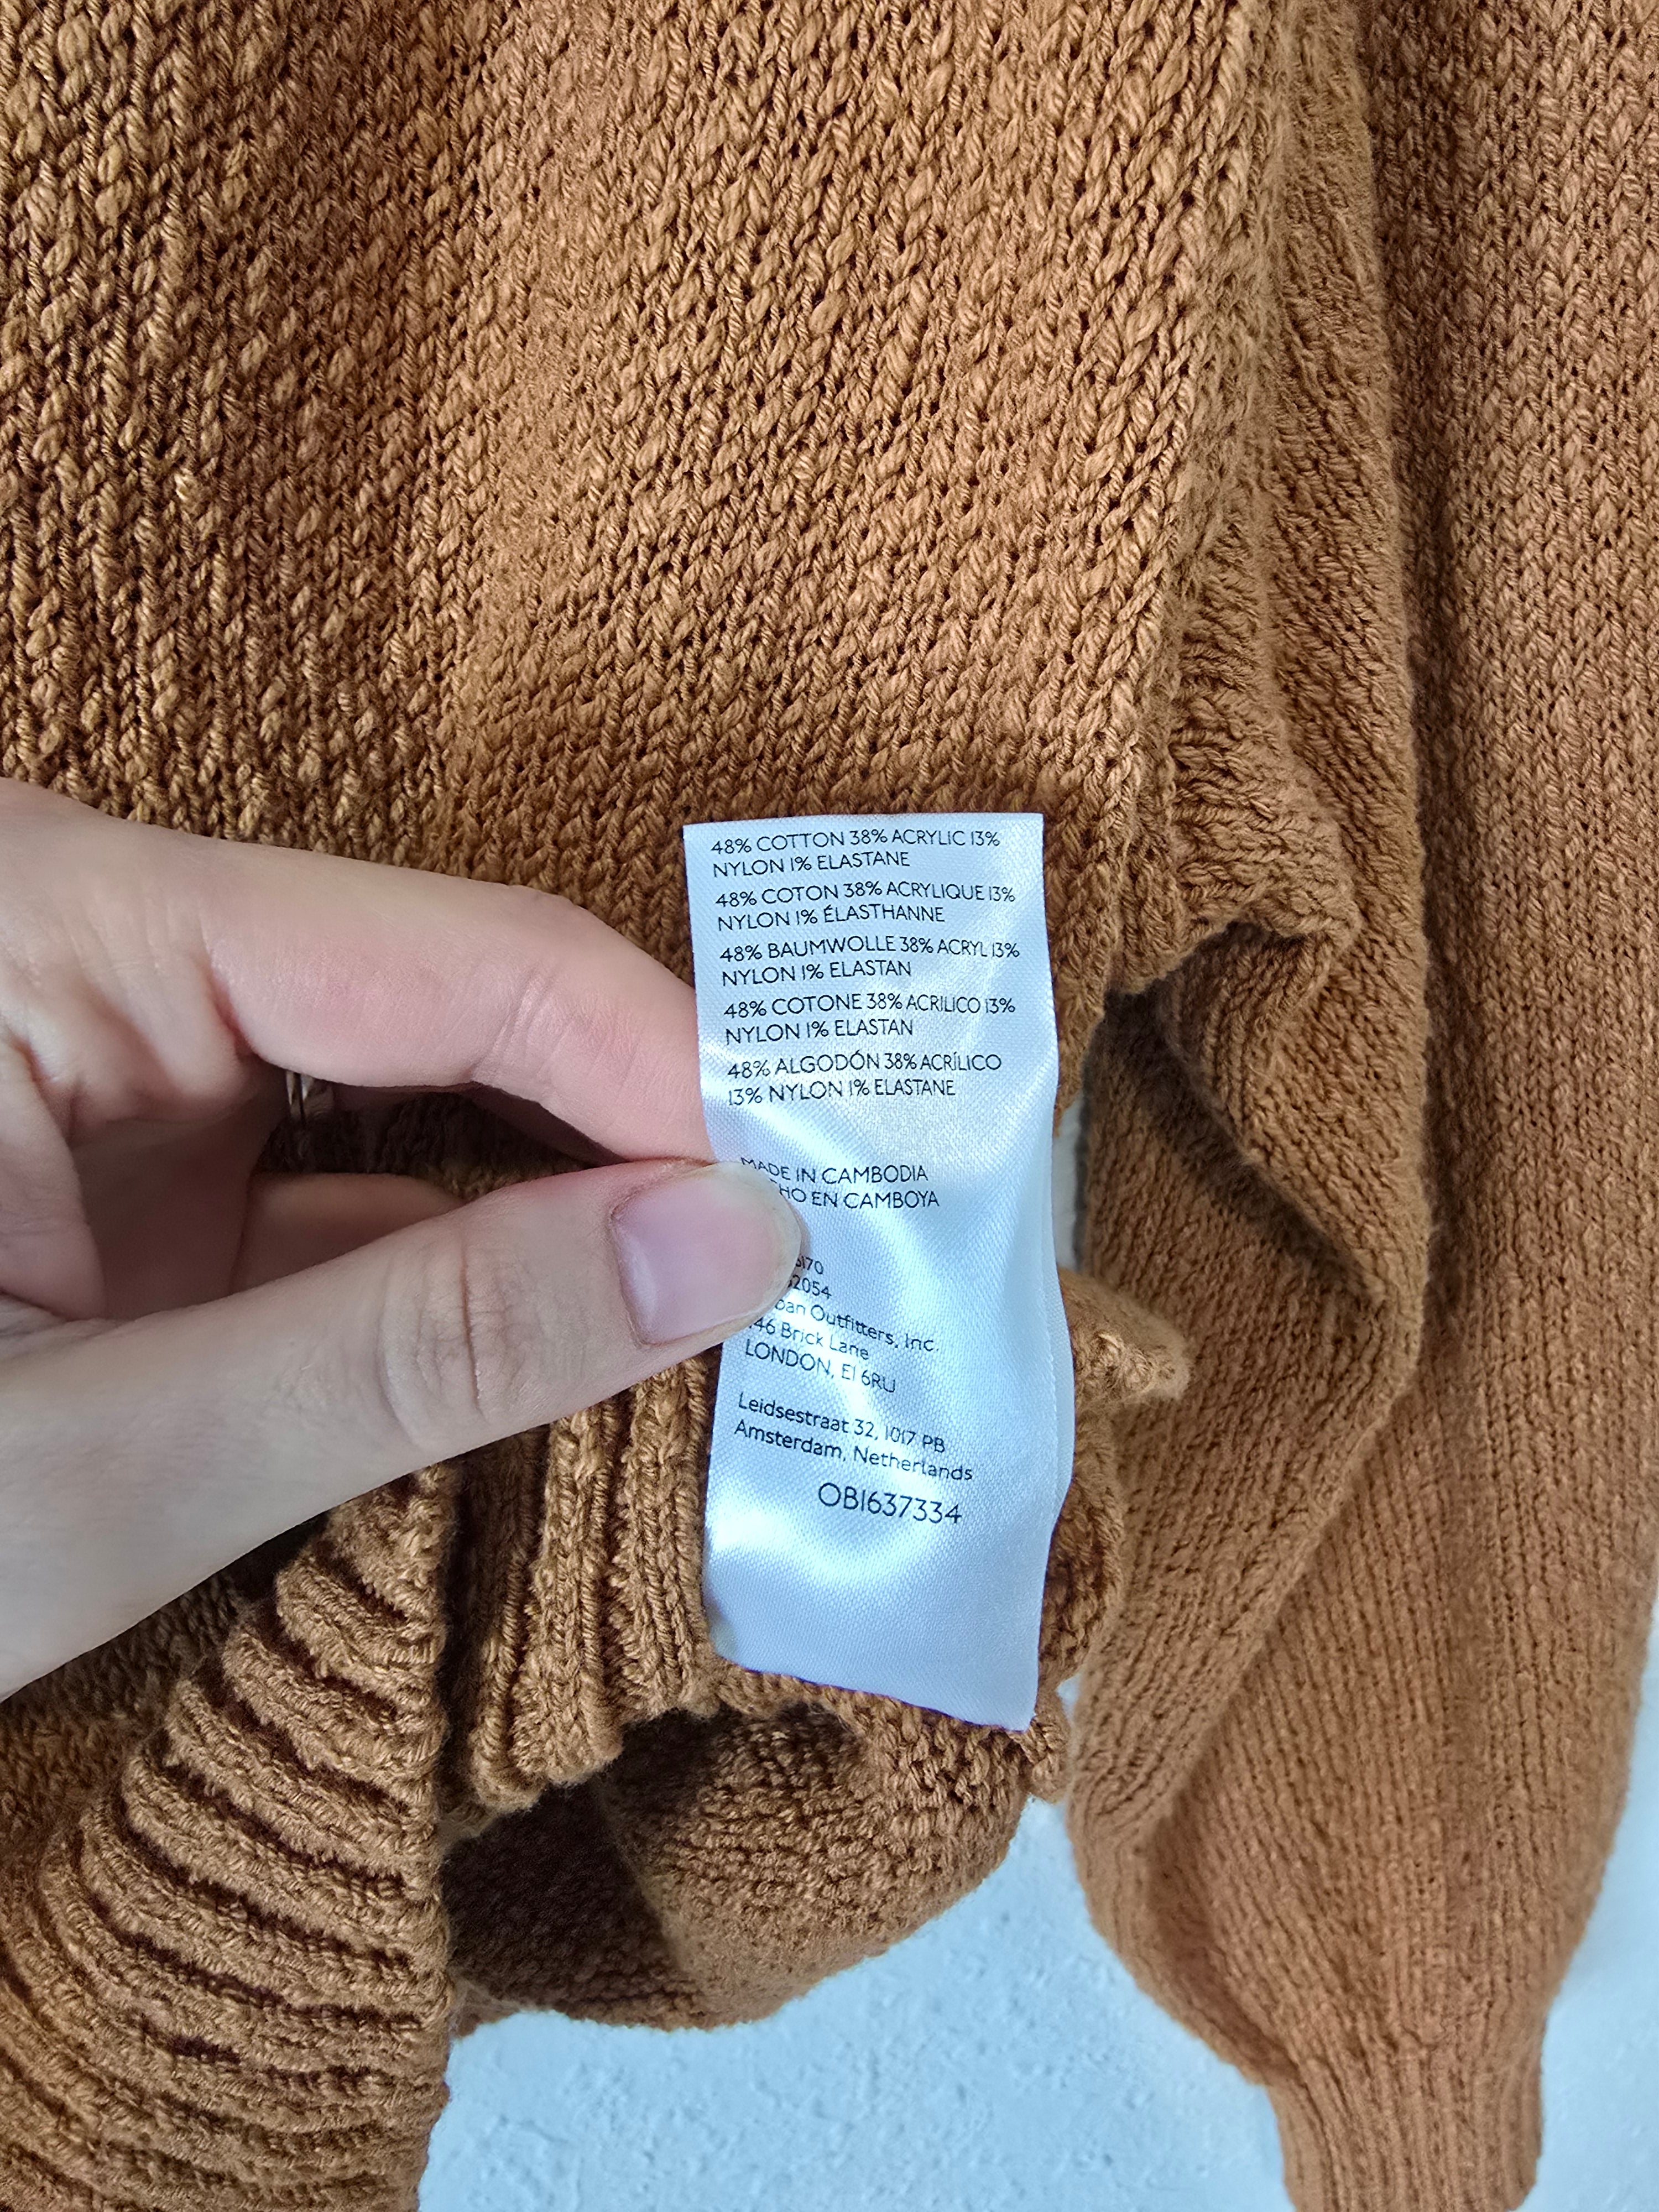 48% COTTON 38% ACRYLIC 13%
NYLON 1% ELASTANE
48% COTON 38% ACRYLIQUE 13%
NYLON 1% ÉLASTHANNE
48% BAUMWOLLE 38% ACRYL 13%
NYLON 1% ELASTAN
48% COTONE 38% ACRILICO 13%
NYLON 1% ELASTAN
48% ALGODÓN 38% ACRÍLICO
13% NYLON 1% ELASTANE
MADE IN CAMBODIA
EN CAMBOYA
Outfitters, Inc.
Brick Lane
LONDON, E1 6RU
Leidsestraat 32, 1017 PB
Amsterdam, Netherlands
OB1637334